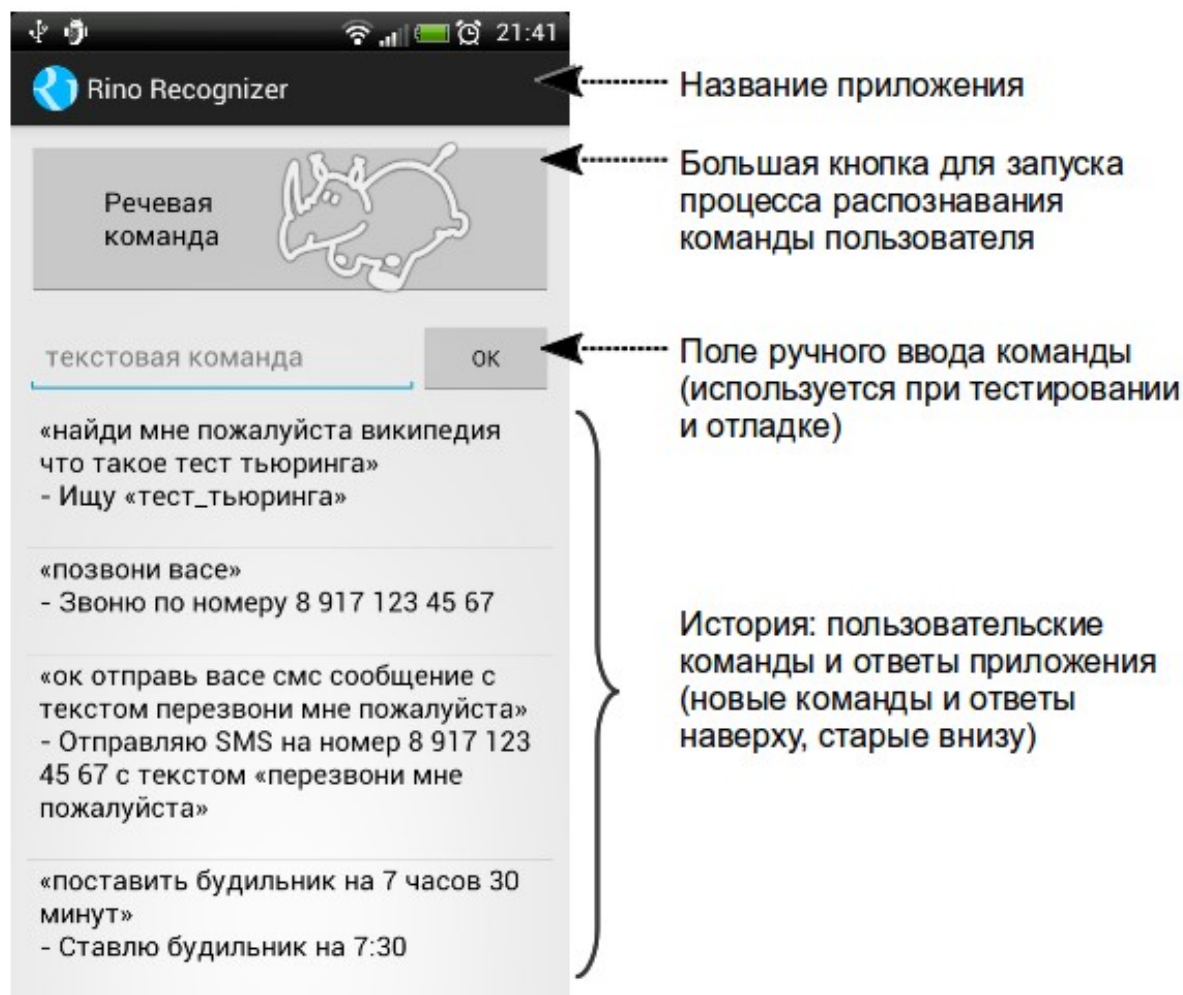 21:41
Rino Recognizer
Название приложения
Речевая
команда
Большая кнопка для запуска
процесса распознавания
команды пользователя
текстовая команда
ОК
Поле ручного ввода команды
(используется при тестировании
и отладке)
«найди мне пожалуйста википедия
что такое тест тьюринга»
- Ищу «тест_тьюринга»
«позвони васе»
- Звоню по номеру 8 917 123 45 67
«ок отправь васе смс сообщение с
текстом перезвони мне пожалуйста»
- Отправляю SMS на номер 8 917 123
45 67 с текстом «перезвони мне
пожалуйста»
«поставить будильник на 7 часов 30
минут»
- Ставлю будильник на 7:30
История: пользовательские
команды и ответы приложения
(новые команды и ответы
наверху, старые внизу)